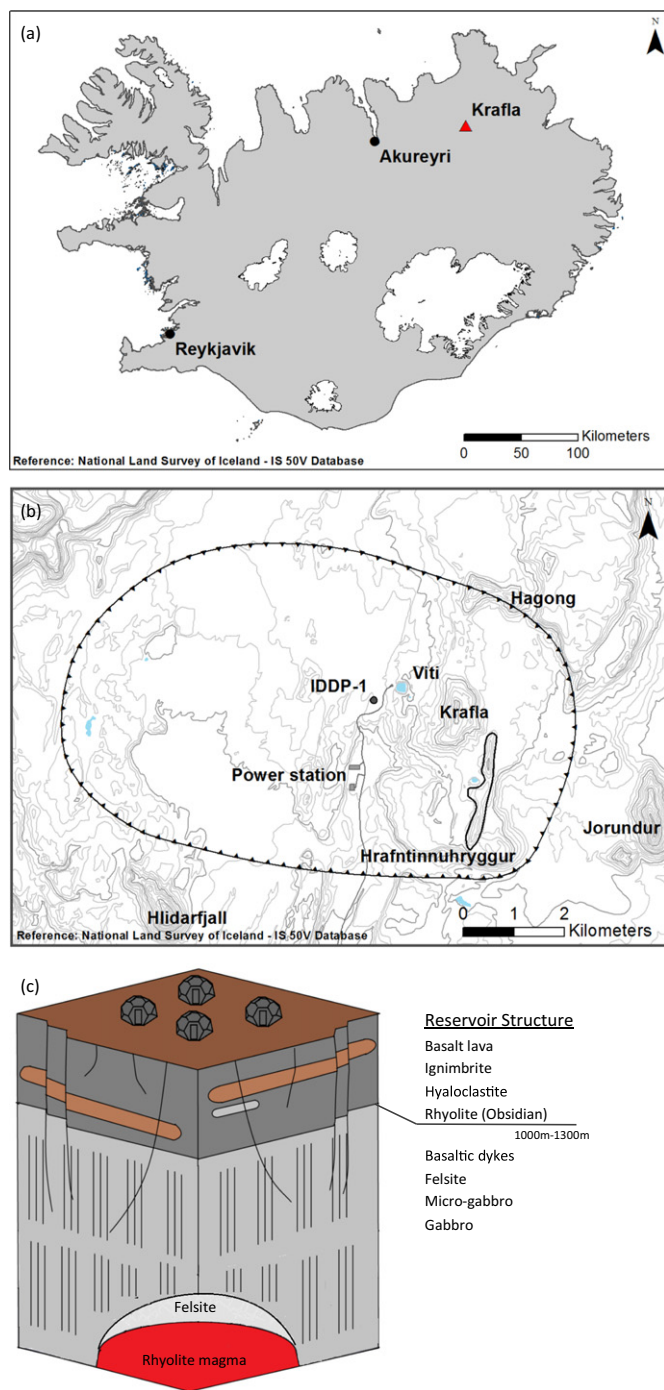 (a)
N
Krafla
Akureyri
Reykjavik
Kilometers
0 50 100
Reference: National Land Survey of Iceland - IS 50V Database
(b)
N
Hagong
Viti
IDDP-1
Krafla
Power station
Jorundur
Hrafntinnuhryggur
Hlidarfjall
0 1 2
Kilometers
Reference: National Land Survey of Iceland - IS 50V Database
(c)
Reservoir Structure
Basalt lava
Ignimbrite
Hyaloclastite
Rhyolite (Obsidian)
1000m-1300m
Basaltic dykes
Felsite
Micro-gabbro
Gabbro
Felsite
Rhyolite magma